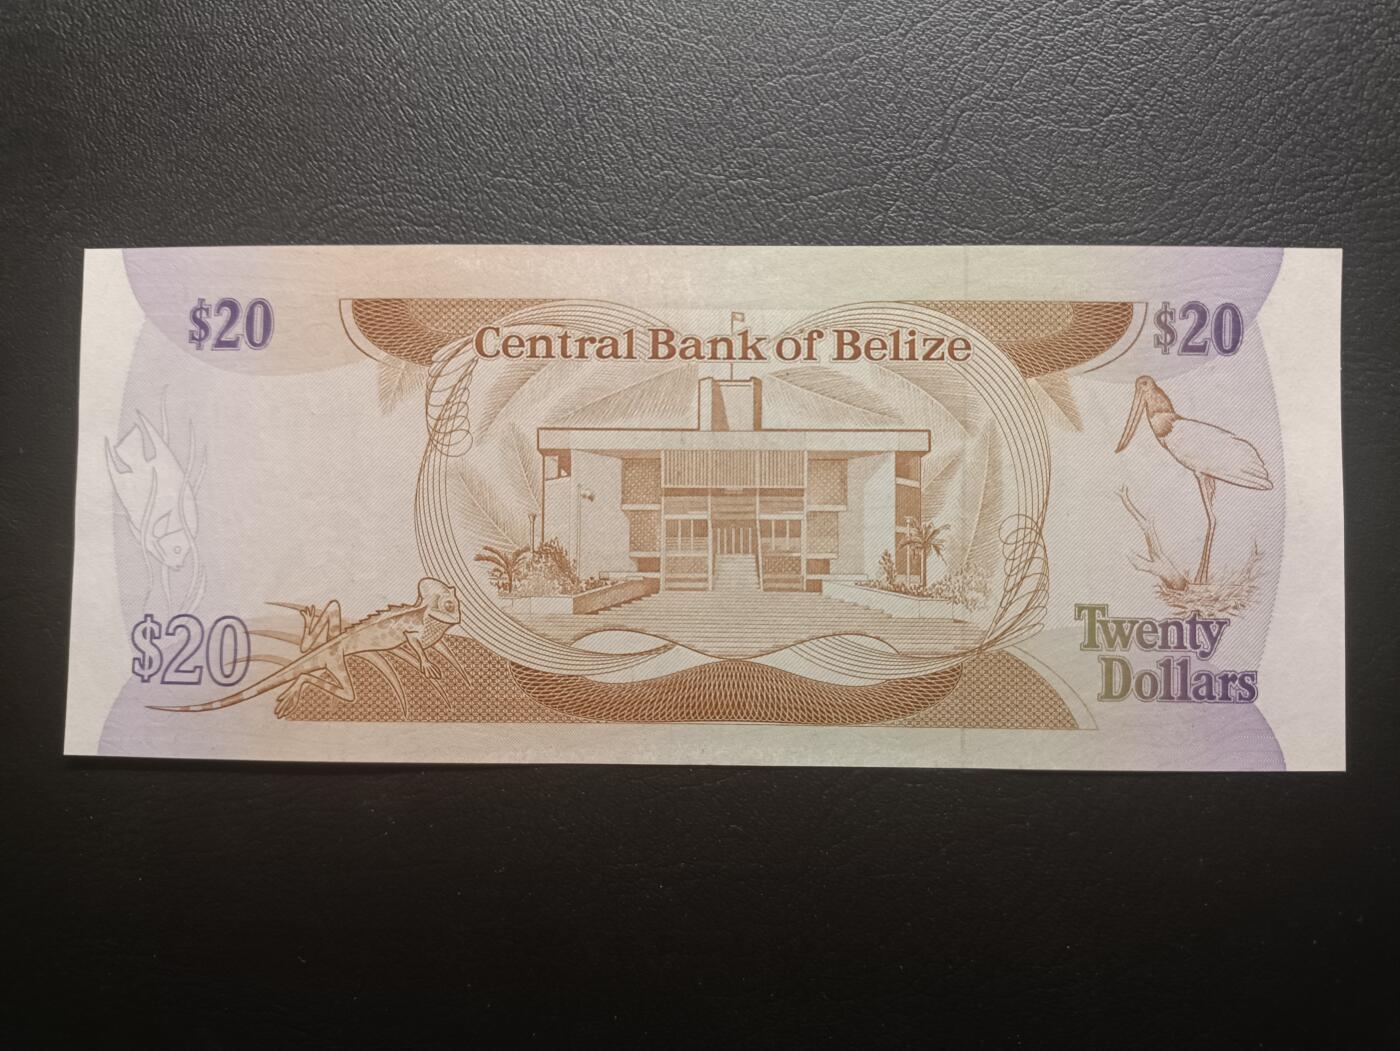 $20
Central Bank of Belize
$20
$20
Twenty
Dollars